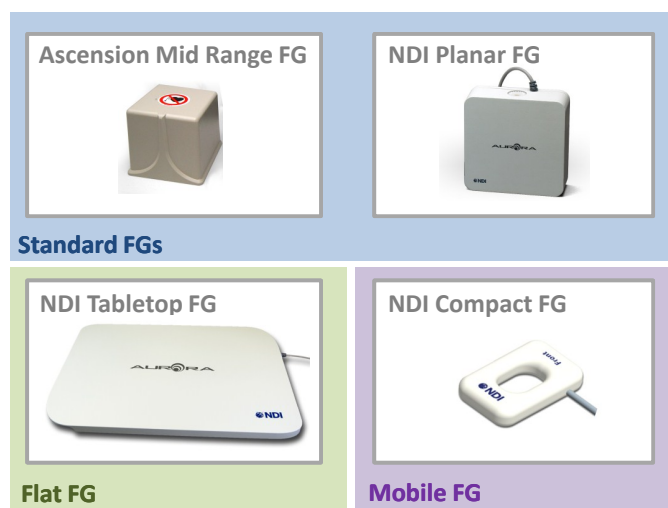 Ascension Mid Range FG
NDI Planar FG
AURORA
NDI
Standard FGs
NDI Tabletop FG
NDI Compact FG
AURORA
NDI
Front
NDI
Flat FG
Mobile FG